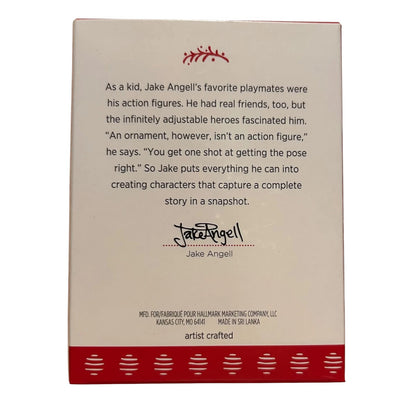 As a kid, Jake Angell's favorite playmates were
his action figures. He had real friends, too, but
the infinitely adjustable heroes fascinated him.
"An ornament, however, isn't an action figure,"
he says. "You get one shot at getting the pose
right." So Jake puts everything he can into
creating characters that capture a complete
story in a snapshot.
Jake Angell
Jake Angell
MFD. FOR/FABRIQUÉ POUR HALLMARK MARKETING COMPANY, LLC
KANSAS CITY, MO 64141 MADE IN SRI LANKA
artist crafted